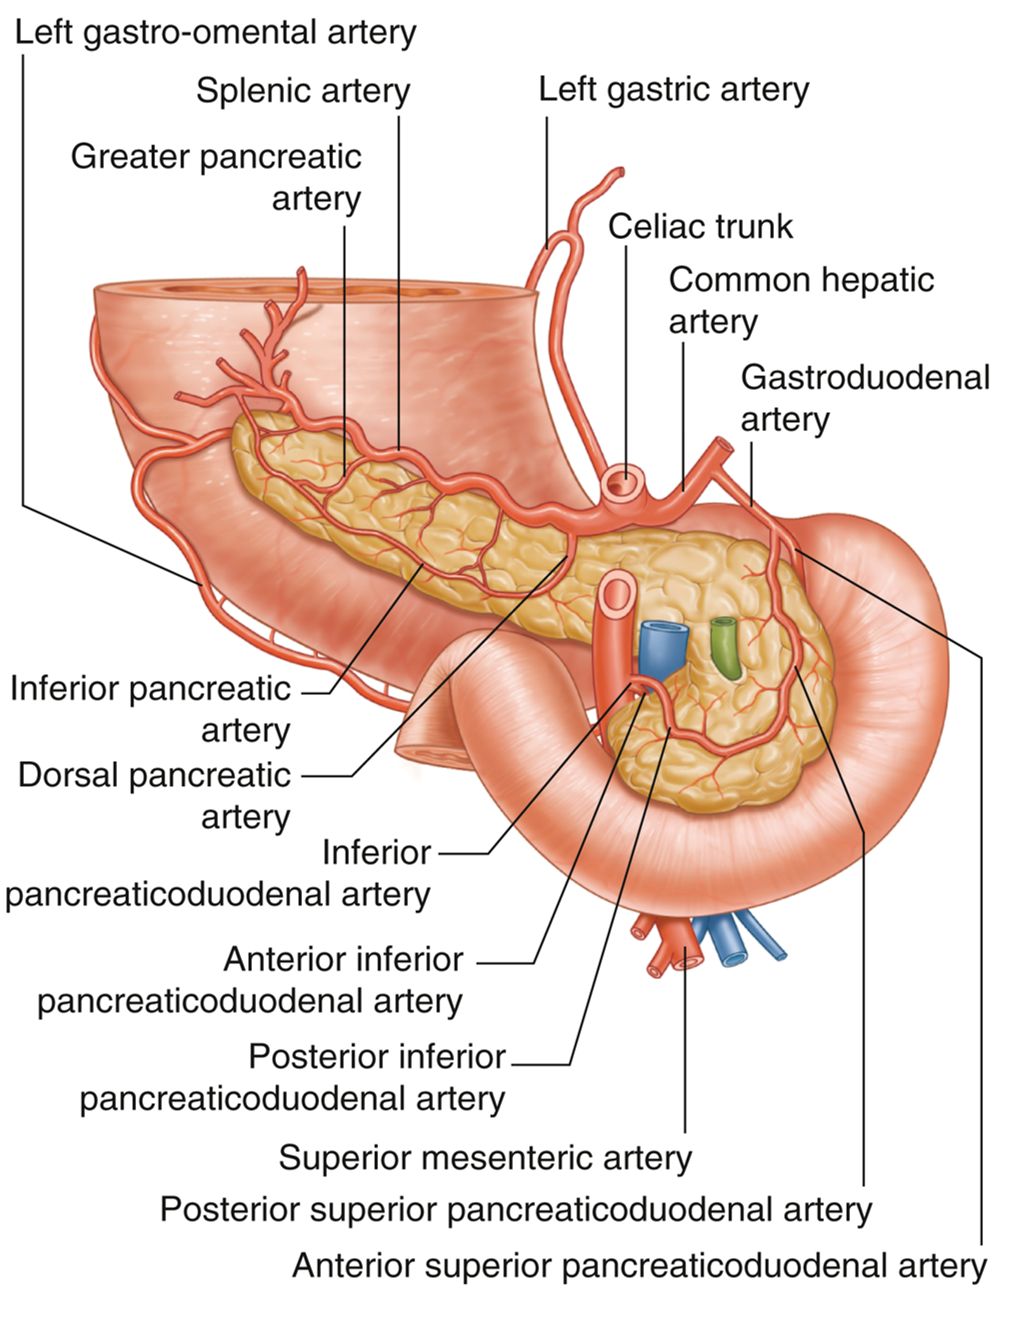 Left gastro-omental artery
Splenic artery
Left gastric artery
Greater pancreatic
artery
Celiac trunk
Common hepatic
artery
Gastroduodenal
artery
Inferior pancreatic
artery
Dorsal pancreatic
artery
Inferior
pancreaticoduodenal artery
Anterior inferior
pancreaticoduodenal artery
Posterior inferior
pancreaticoduodenal artery
Superior mesenteric artery
Posterior superior pancreaticoduodenal artery
Anterior superior pancreaticoduodenal artery